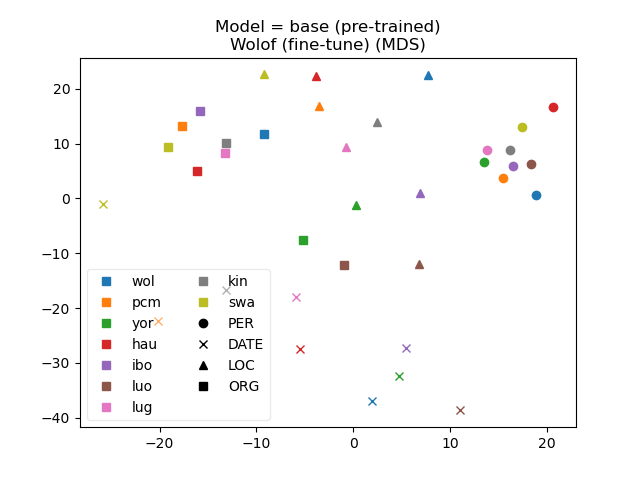 Model = base (pre-trained)
Wolof (fine-tune) (MDS)
20
10
0
−10
−20
−30
−40
wol
pcm
yor
hau
ibo
luo
lug
kin
swa
PER
DATE
LOC
ORG
−20
−10
0
10
20